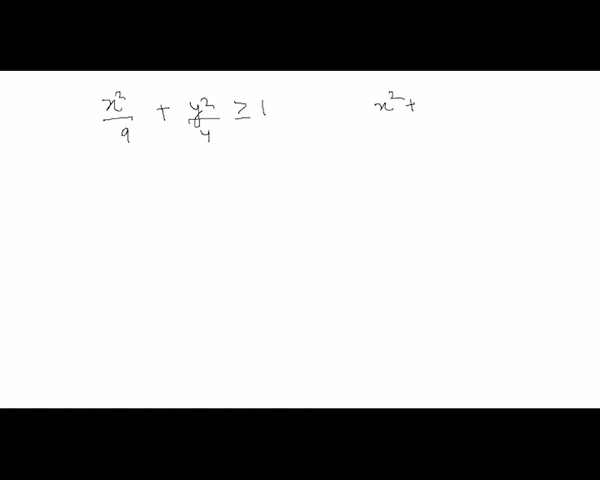 x²/9 + y²/4 ≥ 1 x² +